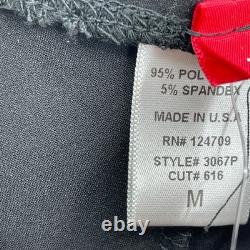 95% POL
5% SPANDEX
MADE IN U.S.A
RN# 124709
STYLE# 3067P
CUT# 616
M